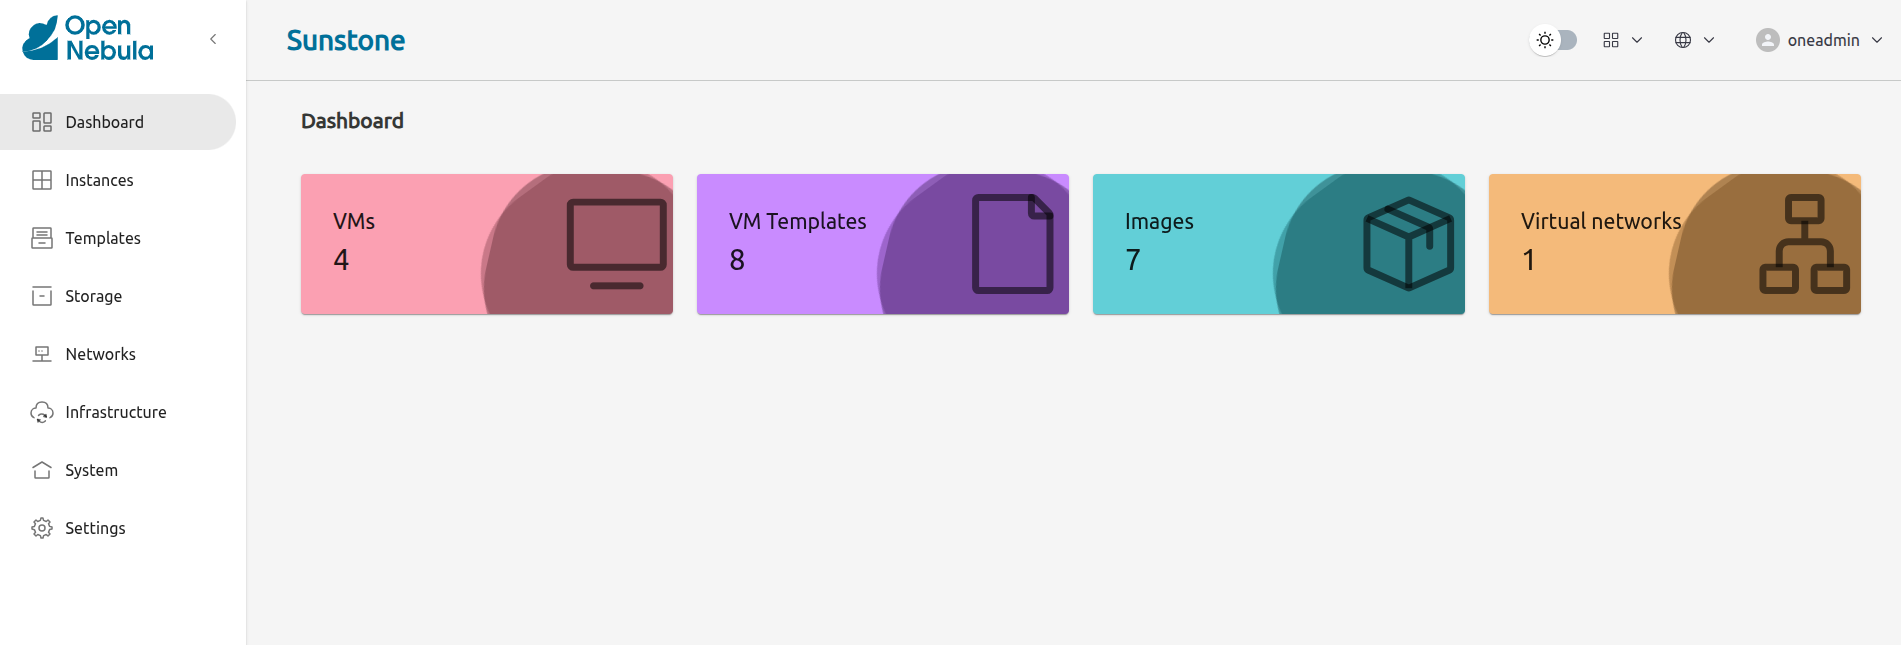 Open
Nebula
Sunstone
oneadmin
Dashboard
Instances
Templates
Storage
Networks
Infrastructure
System
Settings
Dashboard
VMs
4
VM Templates
8
Images
7
Virtual networks
1